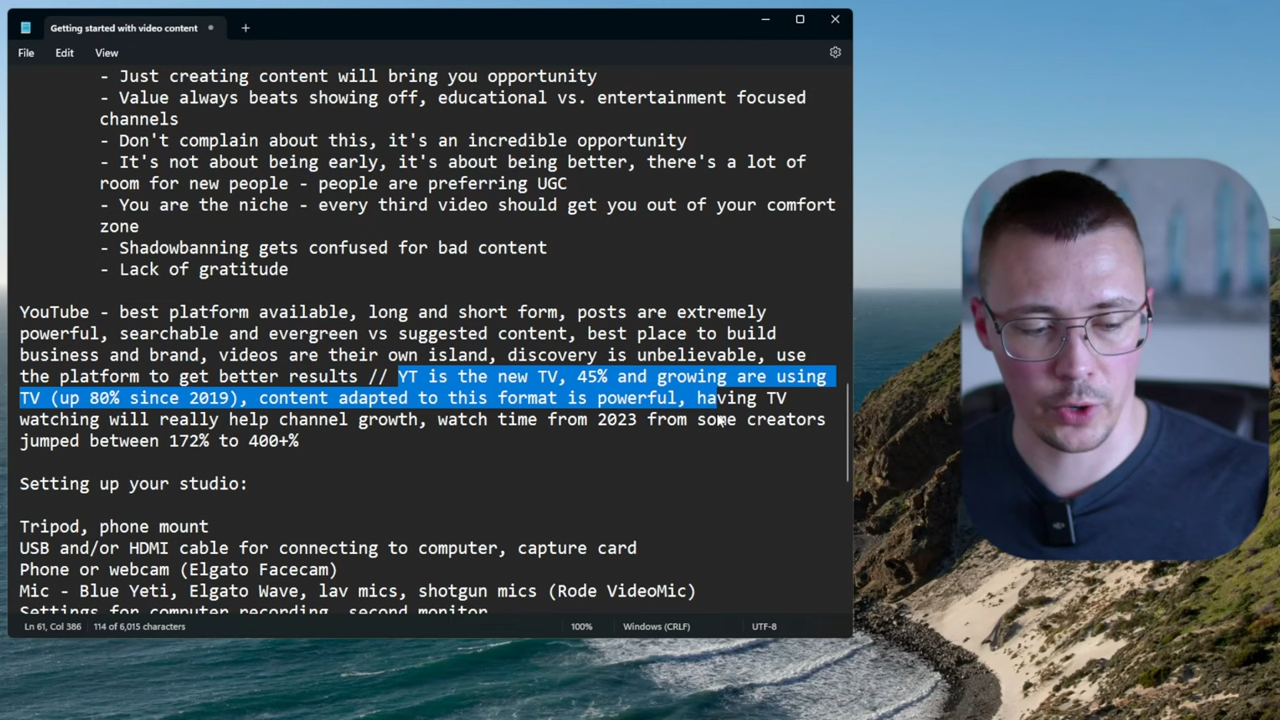 Getting started with video content
File Edit View
- Just creating content will bring you opportunity
- Value always beats showing off, educational vs. entertainment focused
channels
- Don't complain about this, it's an incredible opportunity
- It's not about being early, it's about being better, there's a lot of
room for new people - people are preferring UGC
- You are the niche - every third video should get you out of your comfort
zone
- Shadowbanning gets confused for bad content
- Lack of gratitude
YouTube - best platform available, long and short form, posts are extremely
powerful, searchable and evergreen vs suggested content, best place to build
business and brand, videos are their own island, discovery is unbelievable, use
the platform to get better results // YT is the new TV, 45% and growing are using
TV (up 80% since 2019), content adapted to this format is powerful, having TV
watching will really help channel growth, watch time from 2023 from some creators
jumped between 172% to 400+%
Setting up your studio:
Tripod, phone mount
USB and/or HDMI cable for connecting to computer, capture card
Phone or webcam (Elgato Facecam)
Mic - Blue Yeti, Elgato Wave, lav mics, shotgun mics (Rode VideoMic)
Settings for computer recording, second monitor
Ln 61, Col 386 114 of 6,015 characters 100% Windows (CRLF) UTF-8